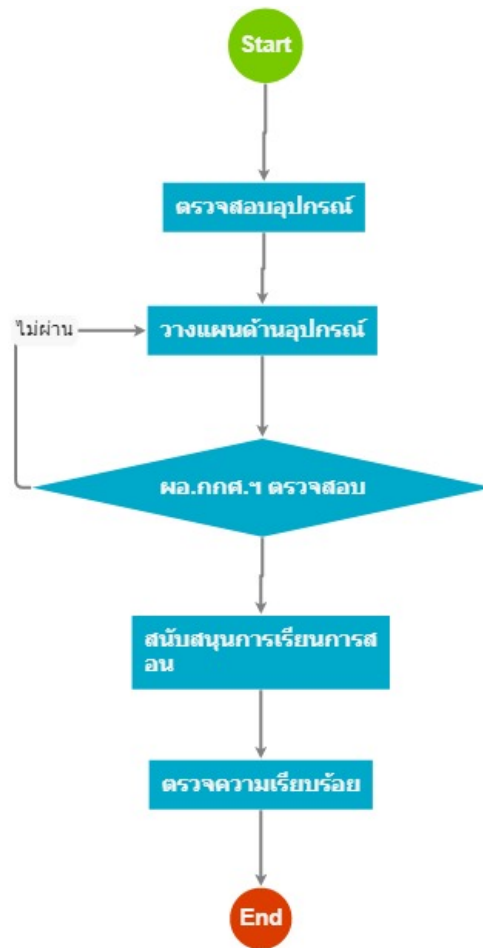 Start
ตรวจสอบอุปกรณ์
วางแผนด้านอุปกรณ์
ไม่ผ่าน
ผอ.กกศ.ฯ ตรวจสอบ
สนับสนุนการเรียนการส
อน
ตรวจความเรียบร้อย
End